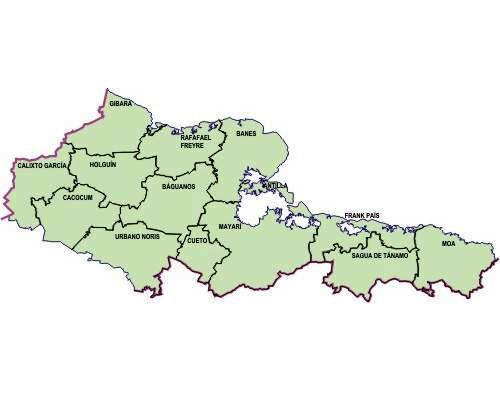 GIBARA
RAFAFAEL
FREYRE
BANES
CALIXTO GARCÍA
HOLGUÍN
BÁGUANOS
ANTILLA
CACOCUM
FRANK PAÍS
MAYARÍ
URBANO NORIS
CUETO
MOA
SAGUA DE TÁNAMO